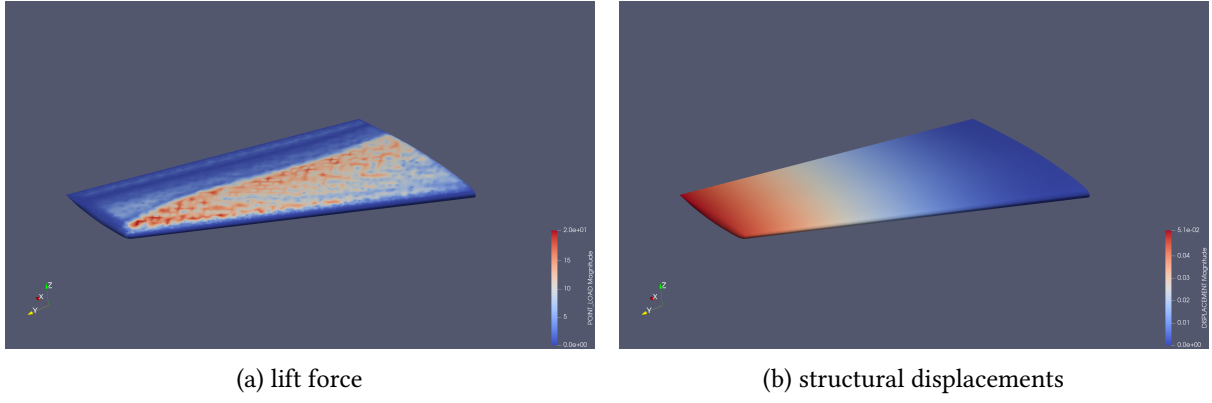 2.0e+01
15
10
5
0.0e+00
POINT_LOAD Magnitude
Z
X
Y
5.1e-02
0.04
0.03
0.02
0.01
0.0e+00
DISPLACEMENT Magnitude
Z
X
Y
(a) lift force
(b) structural displacements